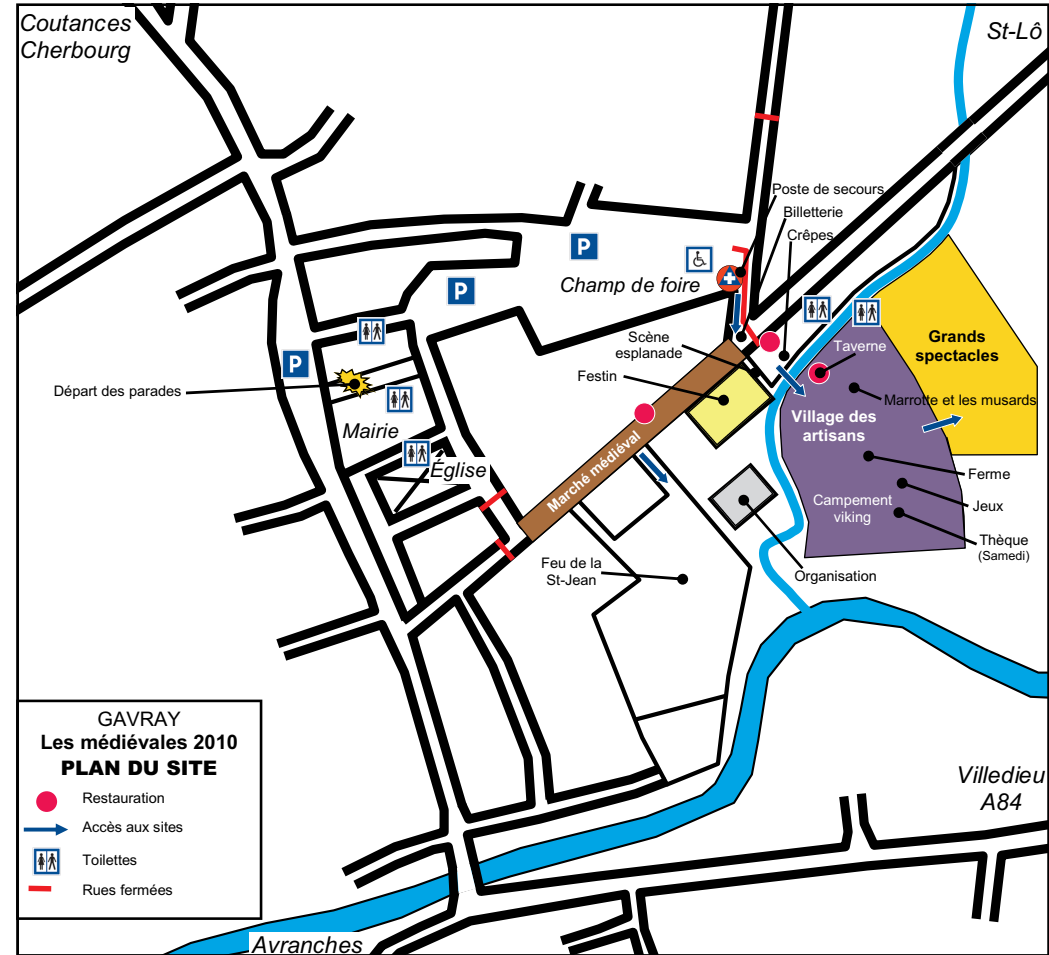 Coutances
Cherbourg
St-Lô
Poste de secours
Billetterie
Crêpes
P
Champ de foire
P
Scène
esplanade
Grands
spectacles
Taverne
P
Festin
Départ des parades
Marrotte et les musards
Village des
artisans
Mairie
Marché médiéval
Église
Ferme
Jeux
Campement
viking
Thèque
(Samedi)
Feu de la
St-Jean
Organisation
GAVRAY
Les médiévales 2010
PLAN DU SITE
Restauration
Accès aux sites
Toilettes
Rues fermées
Villedieu
A84
Avranches